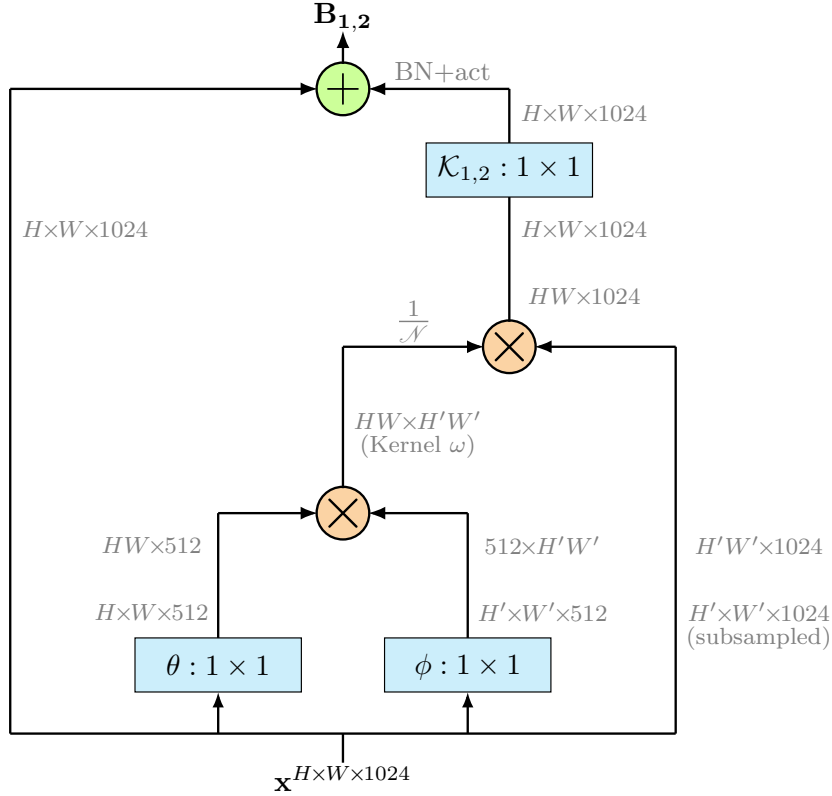 B₁,₂
BN+act
H×W×1024
𝒦₁,₂ : 1 × 1
H×W×1024
H×W×1024
HW×1024
1/𝒩
HW×H′W′
(Kernel ω)
HW×512
512×H′W′
H′W′×1024
H×W×512
H′×W′×512
H′×W′×1024
(subsampled)
θ : 1 × 1
ϕ : 1 × 1
x^{H×W×1024}